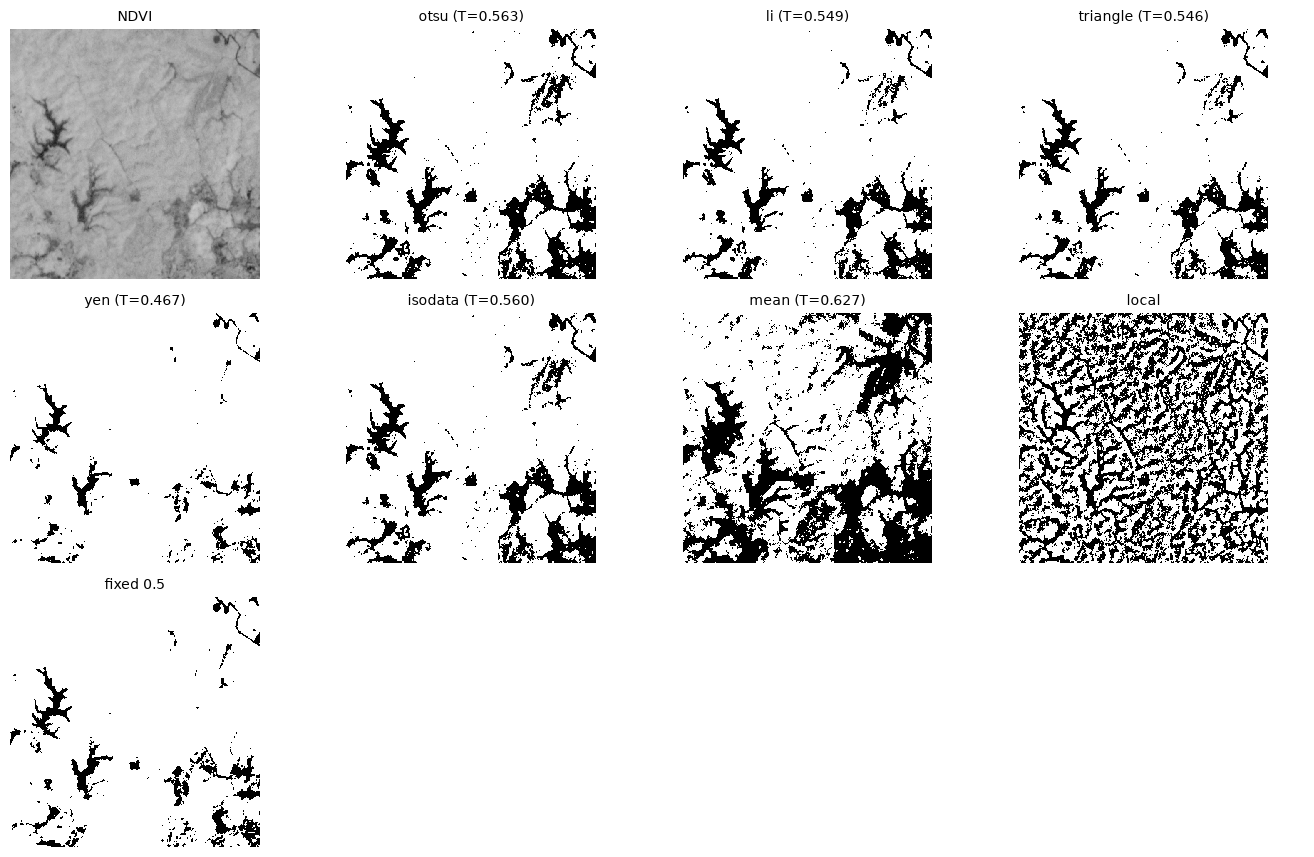 NDVI
otsu (T=0.563)
li (T=0.549)
triangle (T=0.546)
yen (T=0.467)
isodata (T=0.560)
mean (T=0.627)
local
fixed 0.5